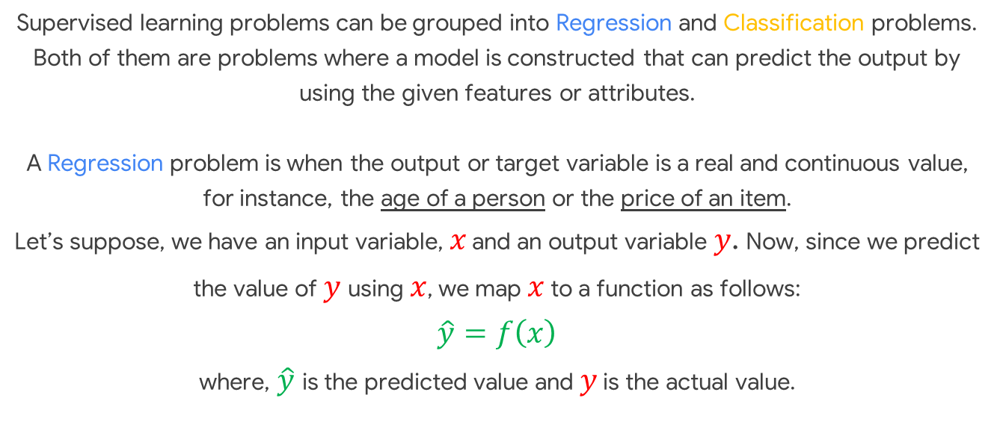 Supervised learning problems can be grouped into Regression and Classification problems.
Both of them are problems where a model is constructed that can predict the output by
using the given features or attributes.
A Regression problem is when the output or target variable is a real and continuous value,
for instance, the age of a person or the price of an item.
Let’s suppose, we have an input variable, x and an output variable y. Now, since we predict
the value of y using x, we map x to a function as follows:
ŷ = f(x)
where, ŷ is the predicted value and y is the actual value.